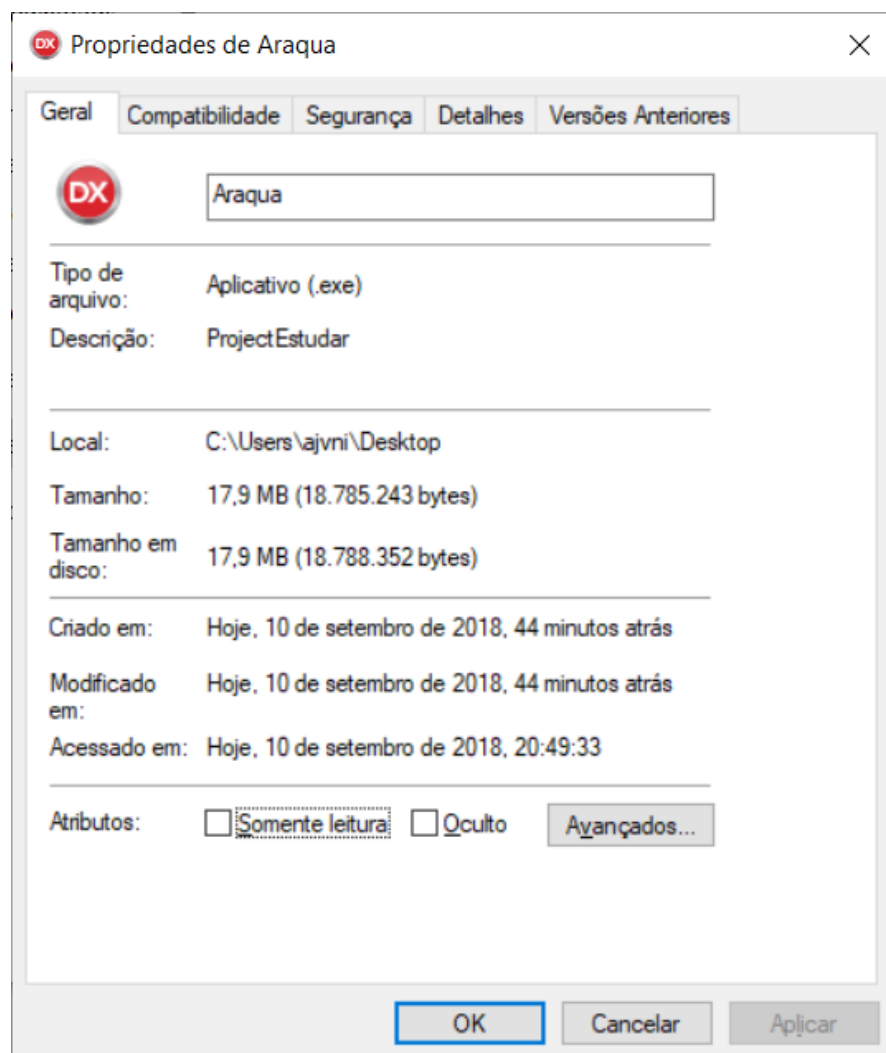 DX Propriedades de Araqua
Geral Compatibilidade Segurança Detalhes Versões Anteriores
DX Araqua
Tipo de
arquivo: Aplicativo (.exe)
Descrição: ProjectEstudar
Local: C:\Users\ajvni\Desktop
Tamanho: 17,9 MB (18.785.243 bytes)
Tamanho em
disco: 17,9 MB (18.788.352 bytes)
Criado em: Hoje, 10 de setembro de 2018, 44 minutos atrás
Modificado
em: Hoje, 10 de setembro de 2018, 44 minutos atrás
Acessado em: Hoje, 10 de setembro de 2018, 20:49:33
Atributos: Somente leitura Oculto Avançados...
OK Cancelar Aplicar